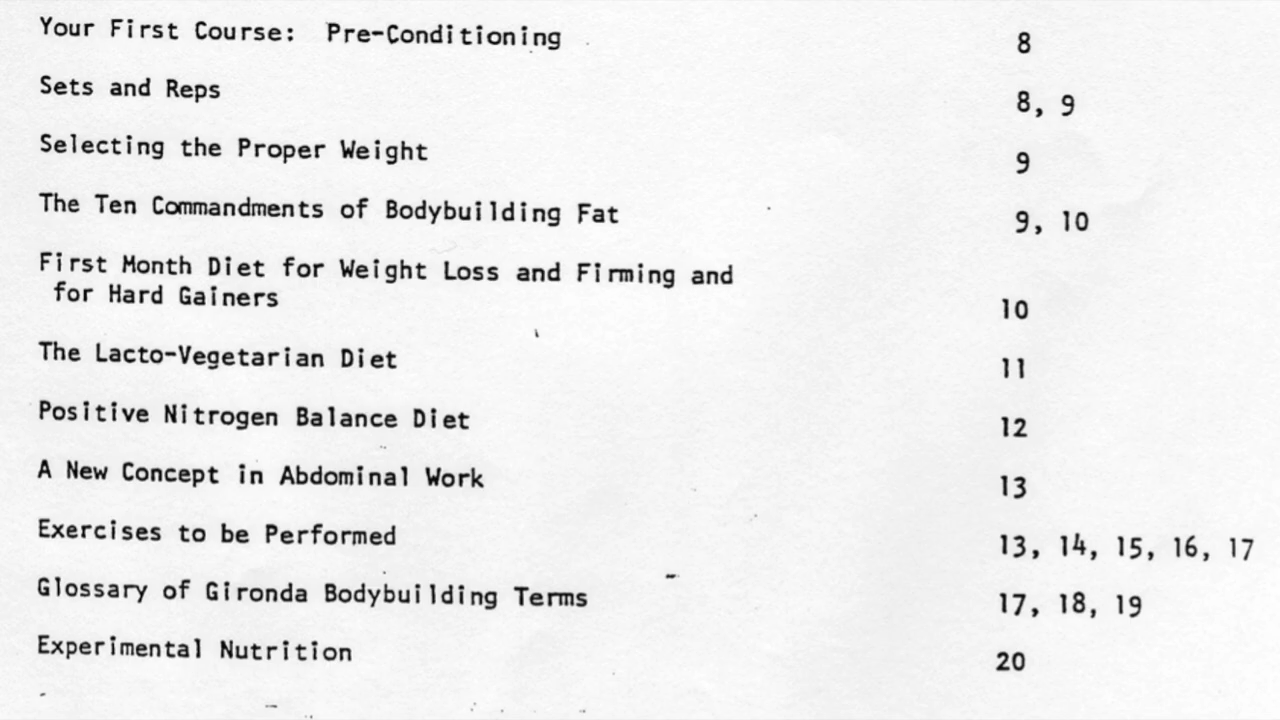 Your First Course: Pre-Conditioning 8
Sets and Reps 8, 9
Selecting the Proper Weight 9
The Ten Commandments of Bodybuilding Fat 9, 10
First Month Diet for Weight Loss and Firming and
for Hard Gainers 10
The Lacto-Vegetarian Diet 11
Positive Nitrogen Balance Diet 12
A New Concept in Abdominal Work 13
Exercises to be Performed 13, 14, 15, 16, 17
Glossary of Gironda Bodybuilding Terms 17, 18, 19
Experimental Nutrition 20